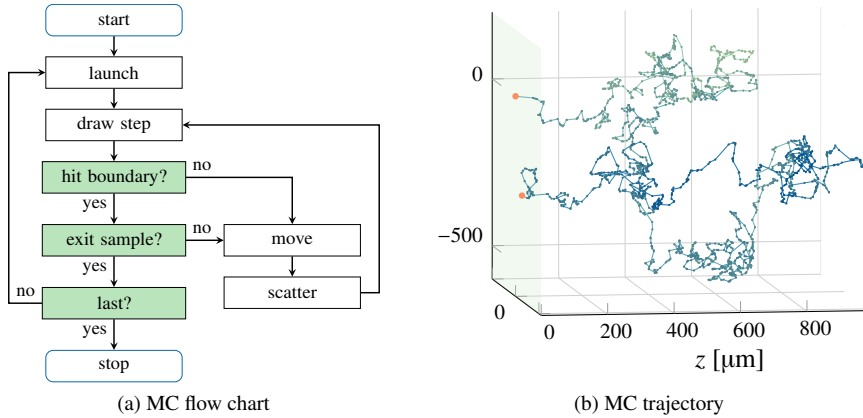 start
launch
draw step
hit boundary?
no
yes
exit sample?
no
move
yes
scatter
no
last?
yes
stop
(a) MC flow chart
0
−500
0
0
200
400
600
800
z [μm]
(b) MC trajectory